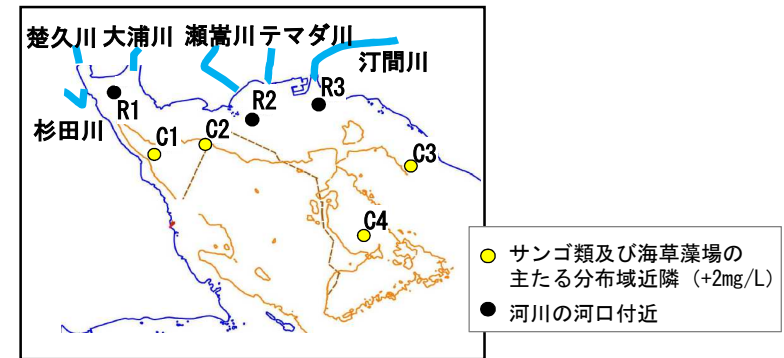 楚久川 大浦川 瀬嵩川 テマダ川
汀間川
杉田川
R1
R2
R3
C1
C2
C3
C4
サンゴ類及び海草藻場の
主たる分布域近隣 (+2mg/L)
河川の河口付近